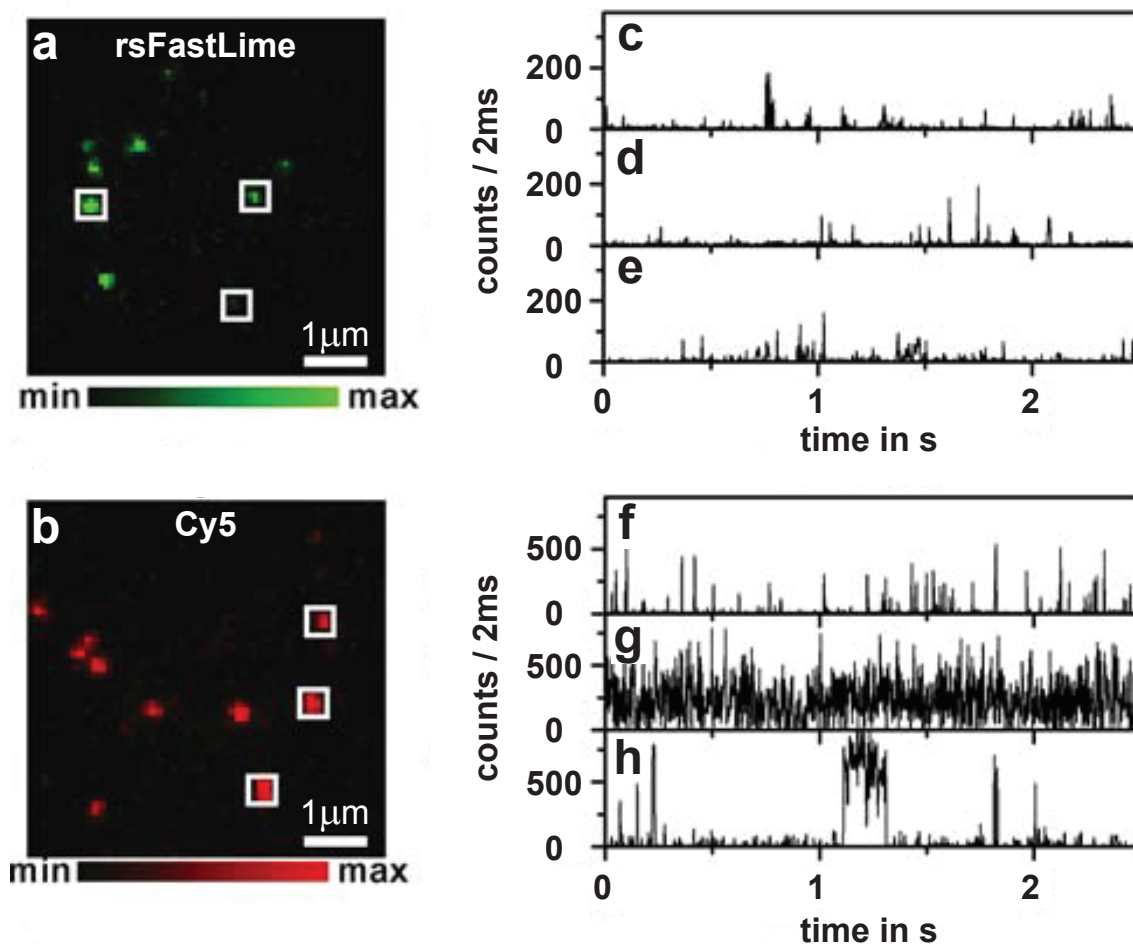 a rsFastLime
1µm
min max
c
200
0
d
200
0
e
200
0
counts / 2ms
0 1 2
time in s
b Cy5
1µm
min max
f
500
0
g
500
0
h
500
0
counts / 2ms
0 1 2
time in s